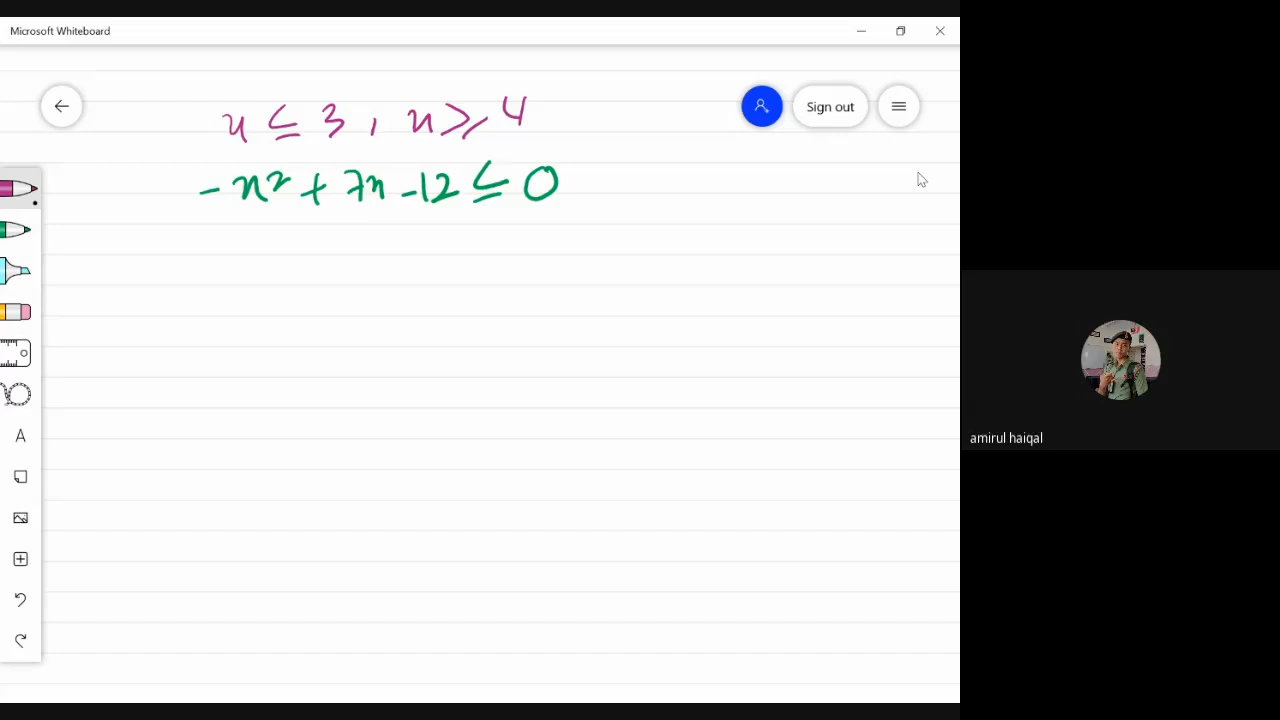 Microsoft Whiteboard
Sign out
x ≤ 3 , x ≥ 4
-x² + 7x -12 ≤ 0
A
amirul haiqal